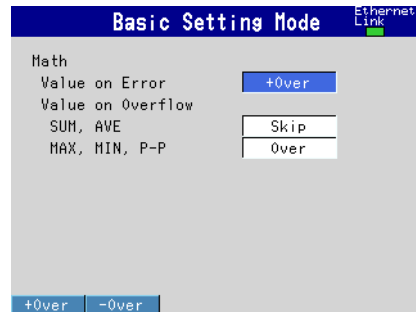 Basic Setting Mode
Ethernet
Link
Math
Value on Error +Over
Value on Overflow
SUM, AVE Skip
MAX, MIN, P-P Over
+Over -Over